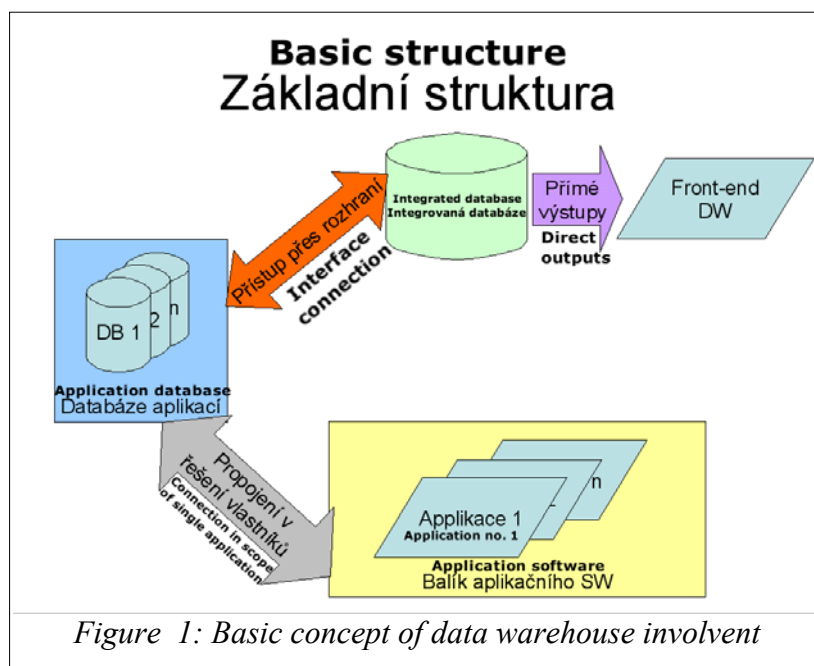 Basic structure
Základní struktura
Integrated database
Integrovaná databáze
Přímé
výstupy
Direct
outputs
Front-end
DW
Přístup přes rozhraní
Interface
connection
DB 1
2
n
Application database
Databáze aplikací
Propojení v
řešení vlastníků
Connection in scope
of single application
Applikace 1
Application no. 1
n
Application software
Balík aplikačního SW
Figure 1: Basic concept of data warehouse involvent